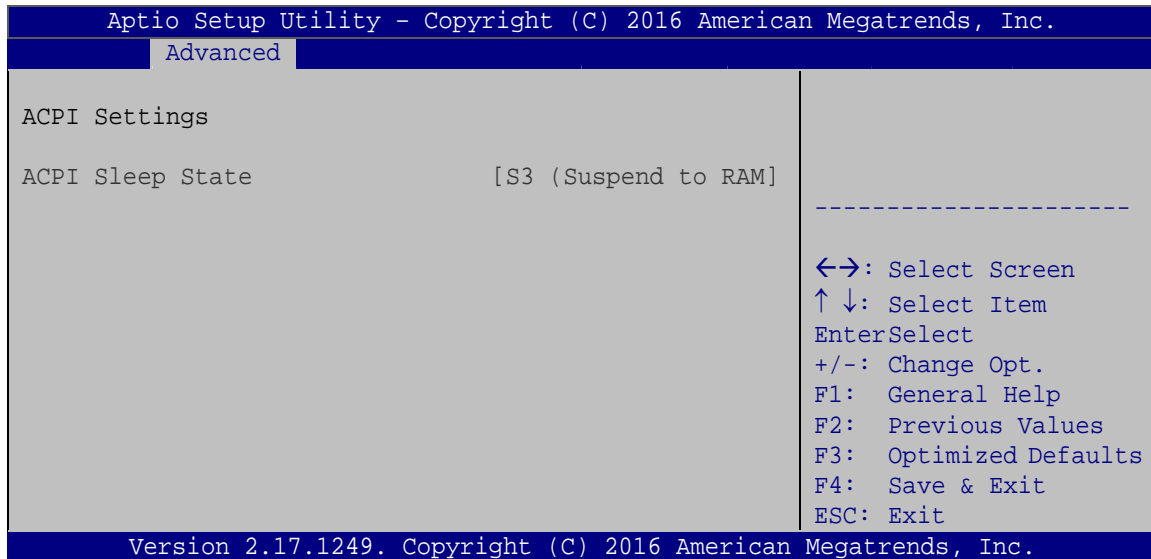 Aptio Setup Utility – Copyright (C) 2016 American Megatrends, Inc.
Advanced
ACPI Settings
ACPI Sleep State [S3 (Suspend to RAM]
----------------------
←→: Select Screen
↑ ↓: Select Item
EnterSelect
+/-: Change Opt.
F1: General Help
F2: Previous Values
F3: Optimized Defaults
F4: Save & Exit
ESC: Exit
Version 2.17.1249. Copyright (C) 2016 American Megatrends, Inc.